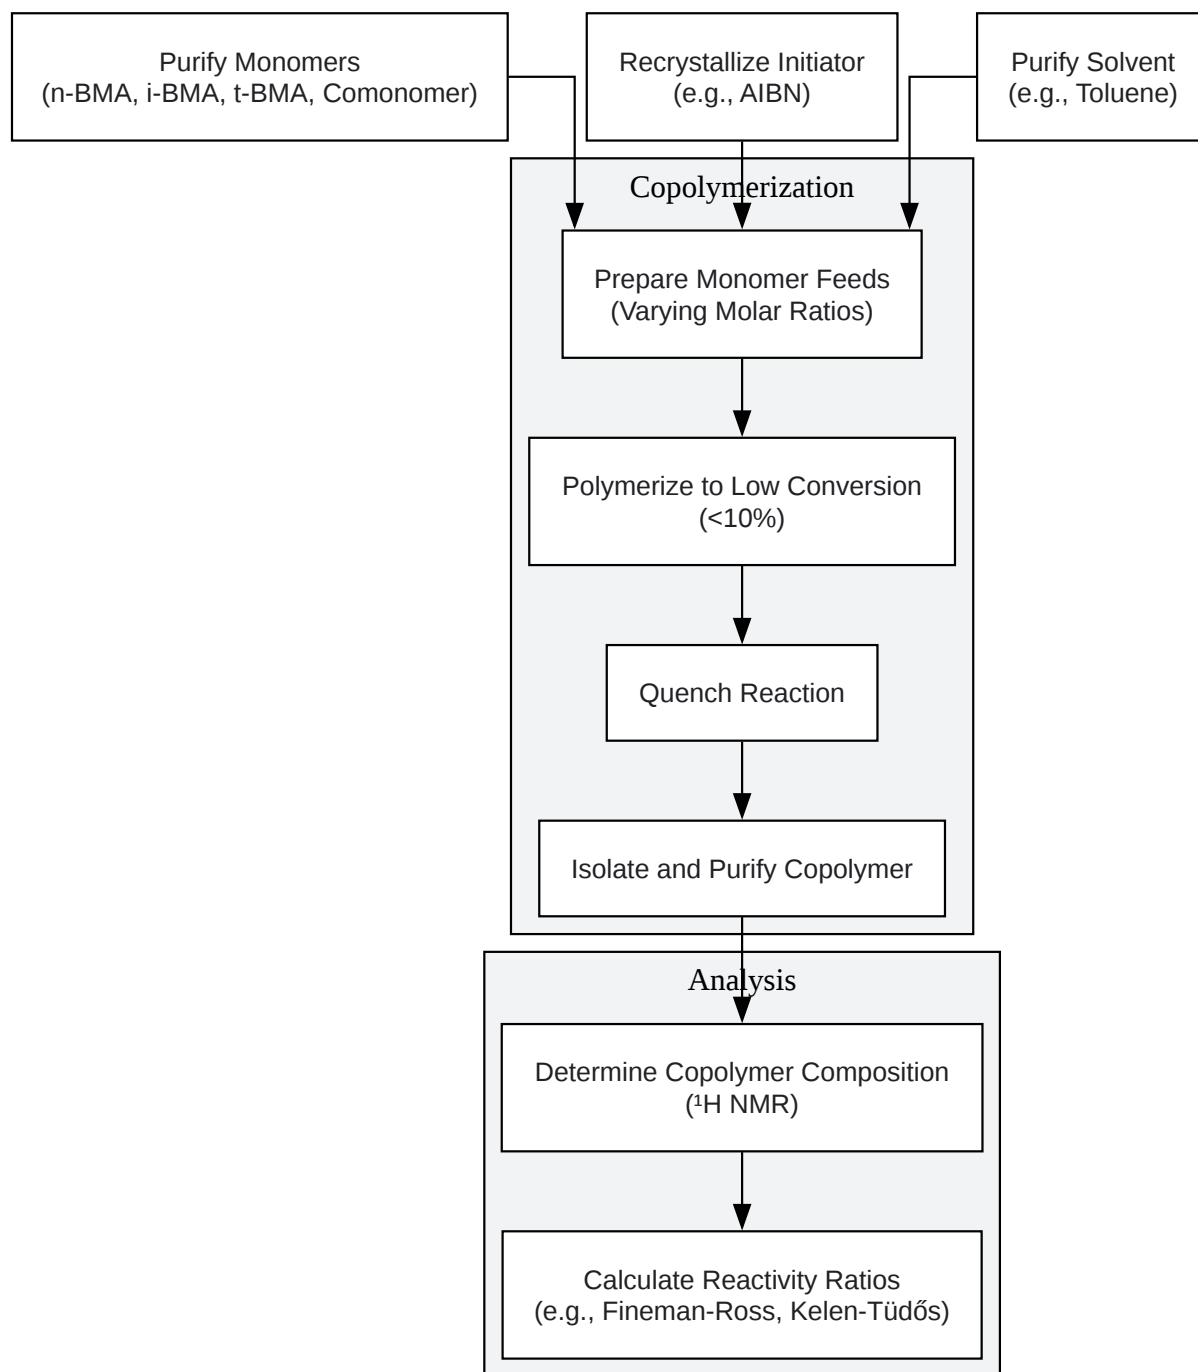 Purify Monomers
(n-BMA, i-BMA, t-BMA, Comonomer)
Recrystallize Initiator
(e.g., AIBN)
Purify Solvent
(e.g., Toluene)
Copolymerization
Prepare Monomer Feeds
(Varying Molar Ratios)
Polymerize to Low Conversion
(<10%)
Quench Reaction
Isolate and Purify Copolymer
Analysis
Determine Copolymer Composition
(¹H NMR)
Calculate Reactivity Ratios
(e.g., Fineman-Ross, Kelen-Tüdős)